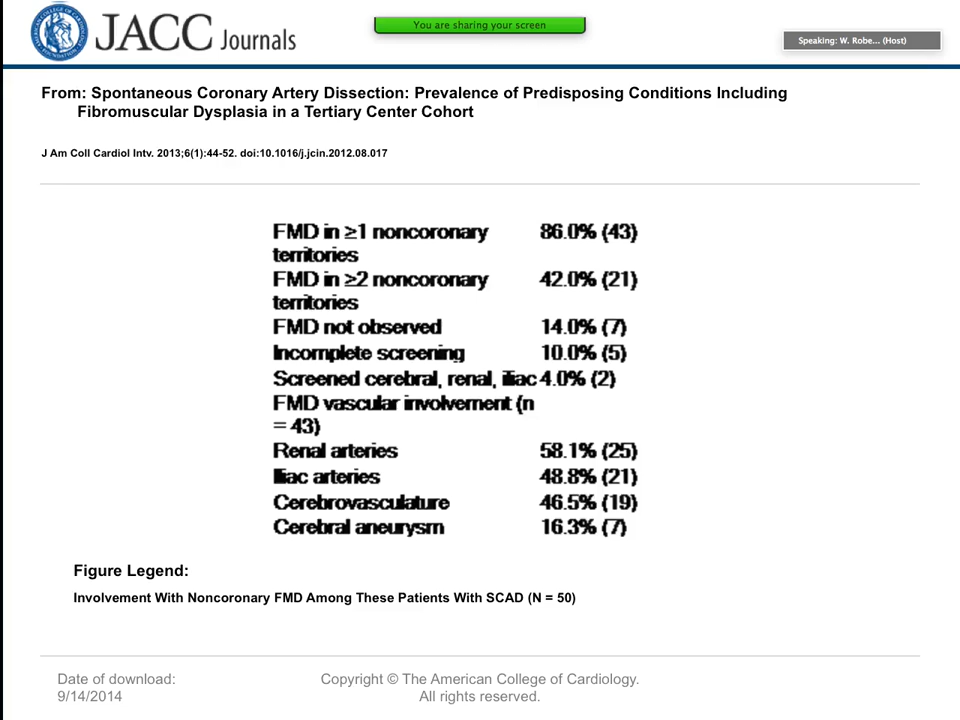 JACC Journals
You are sharing your screen
Speaking: W. Robe... (Host)
From: Spontaneous Coronary Artery Dissection: Prevalence of Predisposing Conditions Including
Fibromuscular Dysplasia in a Tertiary Center Cohort
J Am Coll Cardiol Intv. 2013;6(1):44-52. doi:10.1016/j.jcin.2012.08.017
FMD in ≥1 noncoronary 86.0% (43)
territories
FMD in ≥2 noncoronary 42.0% (21)
territories
FMD not observed 14.0% (7)
Incomplete screening 10.0% (5)
Screened cerebral, renal, iliac 4.0% (2)
FMD vascular involvement (n
= 43)
Renal arteries 58.1% (25)
Iliac arteries 48.8% (21)
Cerebrovasculature 46.5% (19)
Cerebral aneurysm 16.3% (7)
Figure Legend:
Involvement With Noncoronary FMD Among These Patients With SCAD (N = 50)
Date of download:
9/14/2014
Copyright © The American College of Cardiology.
All rights reserved.